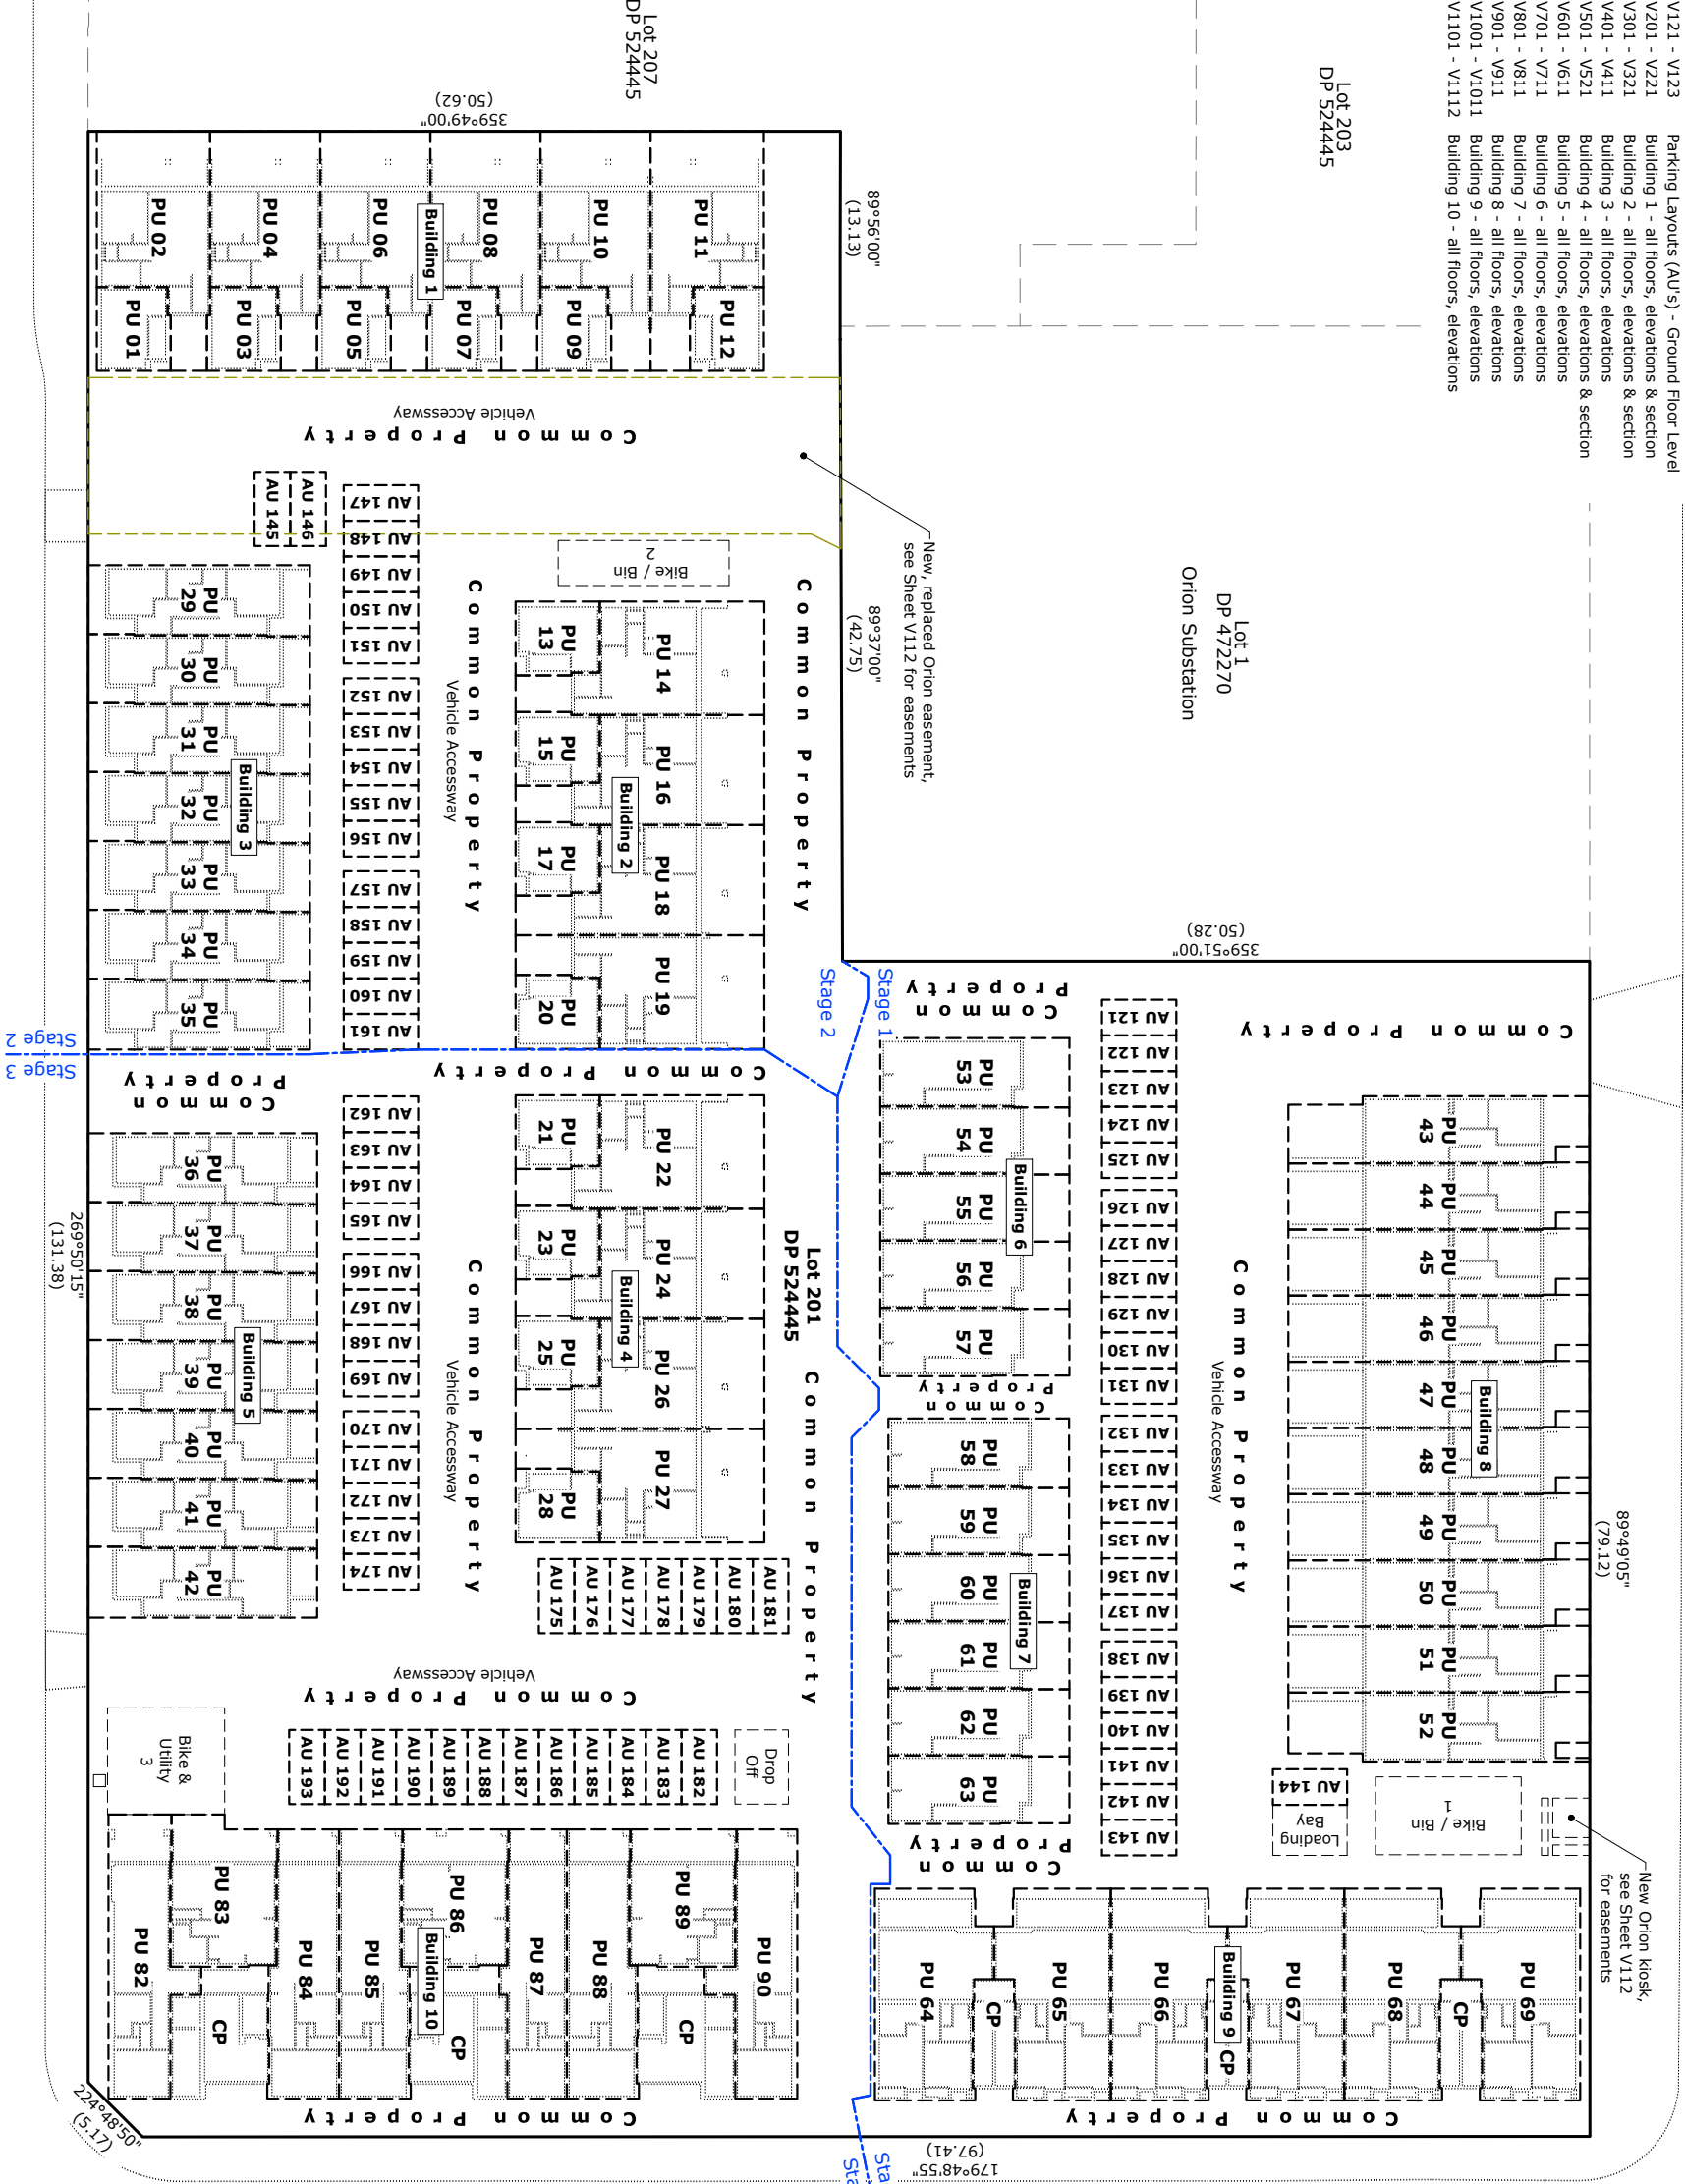 V121 - V123 Parking Layouts (AU's) - Ground Floor Level
V201 - V221 Building 1 - all floors, elevations & section
V301 - V321 Building 2 - all floors, elevations & section
V401 - V411 Building 3 - all floors, elevations
V501 - V521 Building 4 - all floors, elevations & section
V601 - V611 Building 5 - all floors, elevations
V701 - V711 Building 6 - all floors, elevations
V801 - V811 Building 7 - all floors, elevations
V901 - V911 Building 8 - all floors, elevations
V1001 - V1011 Building 9 - all floors, elevations
V1101 - V1112 Building 10 - all floors, elevations
Lot 203
DP 524445
Lot 207
DP 524445
Lot 1
DP 472270
Orion Substation
359°49'00"
(50.62)
89°56'00"
(13.13)
89°37'00"
(42.75)
359°51'00"
(50.28)
89°49'05"
(79.12)
179°48'55"
(97.41)
224°48'50"
(5.17)
269°50'15"
(131.38)
New, replaced Orion easement,
see Sheet V112 for easements
New Orion kiosk,
see Sheet V112
for easements
PU 11
PU 12
PU 10
PU 09
PU 08
PU 07
Building 1
PU 06
PU 05
PU 04
PU 03
PU 02
PU 01
Common Property
Vehicle Accessway
AU 146
AU 145
AU 147
AU 148
AU 149
AU 150
AU 151
AU 152
AU 153
AU 154
AU 155
AU 156
AU 157
AU 158
AU 159
AU 160
AU 161
Bike / Bin
2
Common Property
PU 14
PU 13
PU 16
PU 15
Building 2
PU 18
PU 17
PU 19
PU 20
Common Property
Vehicle Accessway
PU 29
PU 30
PU 31
PU 32
Building 3
PU 33
PU 34
PU 35
Stage 1
Stage 2
Stage 2
Stage 3
Common Property
Common
Property
PU 22
PU 21
PU 24
PU 23
Building 4
PU 26
PU 25
PU 27
PU 28
Lot 201
DP 524445
Common Property
AU 162
AU 163
AU 164
AU 165
AU 166
AU 167
AU 168
AU 169
AU 170
AU 171
AU 172
AU 173
AU 174
Common Property
Vehicle Accessway
PU 36
PU 37
PU 38
PU 39
Building 5
PU 40
PU 41
PU 42
AU 181
AU 180
AU 179
AU 178
AU 177
AU 176
AU 175
Vehicle Accessway
Common Property
Drop
Off
AU 182
AU 183
AU 184
AU 185
AU 186
AU 187
AU 188
AU 189
AU 190
AU 191
AU 192
AU 193
Bike &
Utility
3
PU 90
PU 89
CP
PU 88
PU 87
PU 86
Building 10
CP
PU 85
PU 84
PU 83
CP
PU 82
Common Property
Common
Property
PU 53
PU 54
PU 55
Building 6
PU 56
PU 57
Common
Property
PU 58
PU 59
PU 60
Building 7
PU 61
PU 62
PU 63
Common
Property
AU 121
AU 122
AU 123
AU 124
AU 125
AU 126
AU 127
AU 128
AU 129
AU 130
AU 131
AU 132
AU 133
AU 134
AU 135
AU 136
AU 137
AU 138
AU 139
AU 140
AU 141
AU 142
AU 143
Common Property
Common Property
Vehicle Accessway
PU 43
PU 44
PU 45
PU 46
PU 47
Building 8
PU 48
PU 49
PU 50
PU 51
PU 52
AU 144
Loading
Bay
Bike / Bin
1
PU 69
CP
PU 68
PU 67
Building 9
CP
PU 66
PU 65
CP
PU 64
Common Property
Sta
Sta